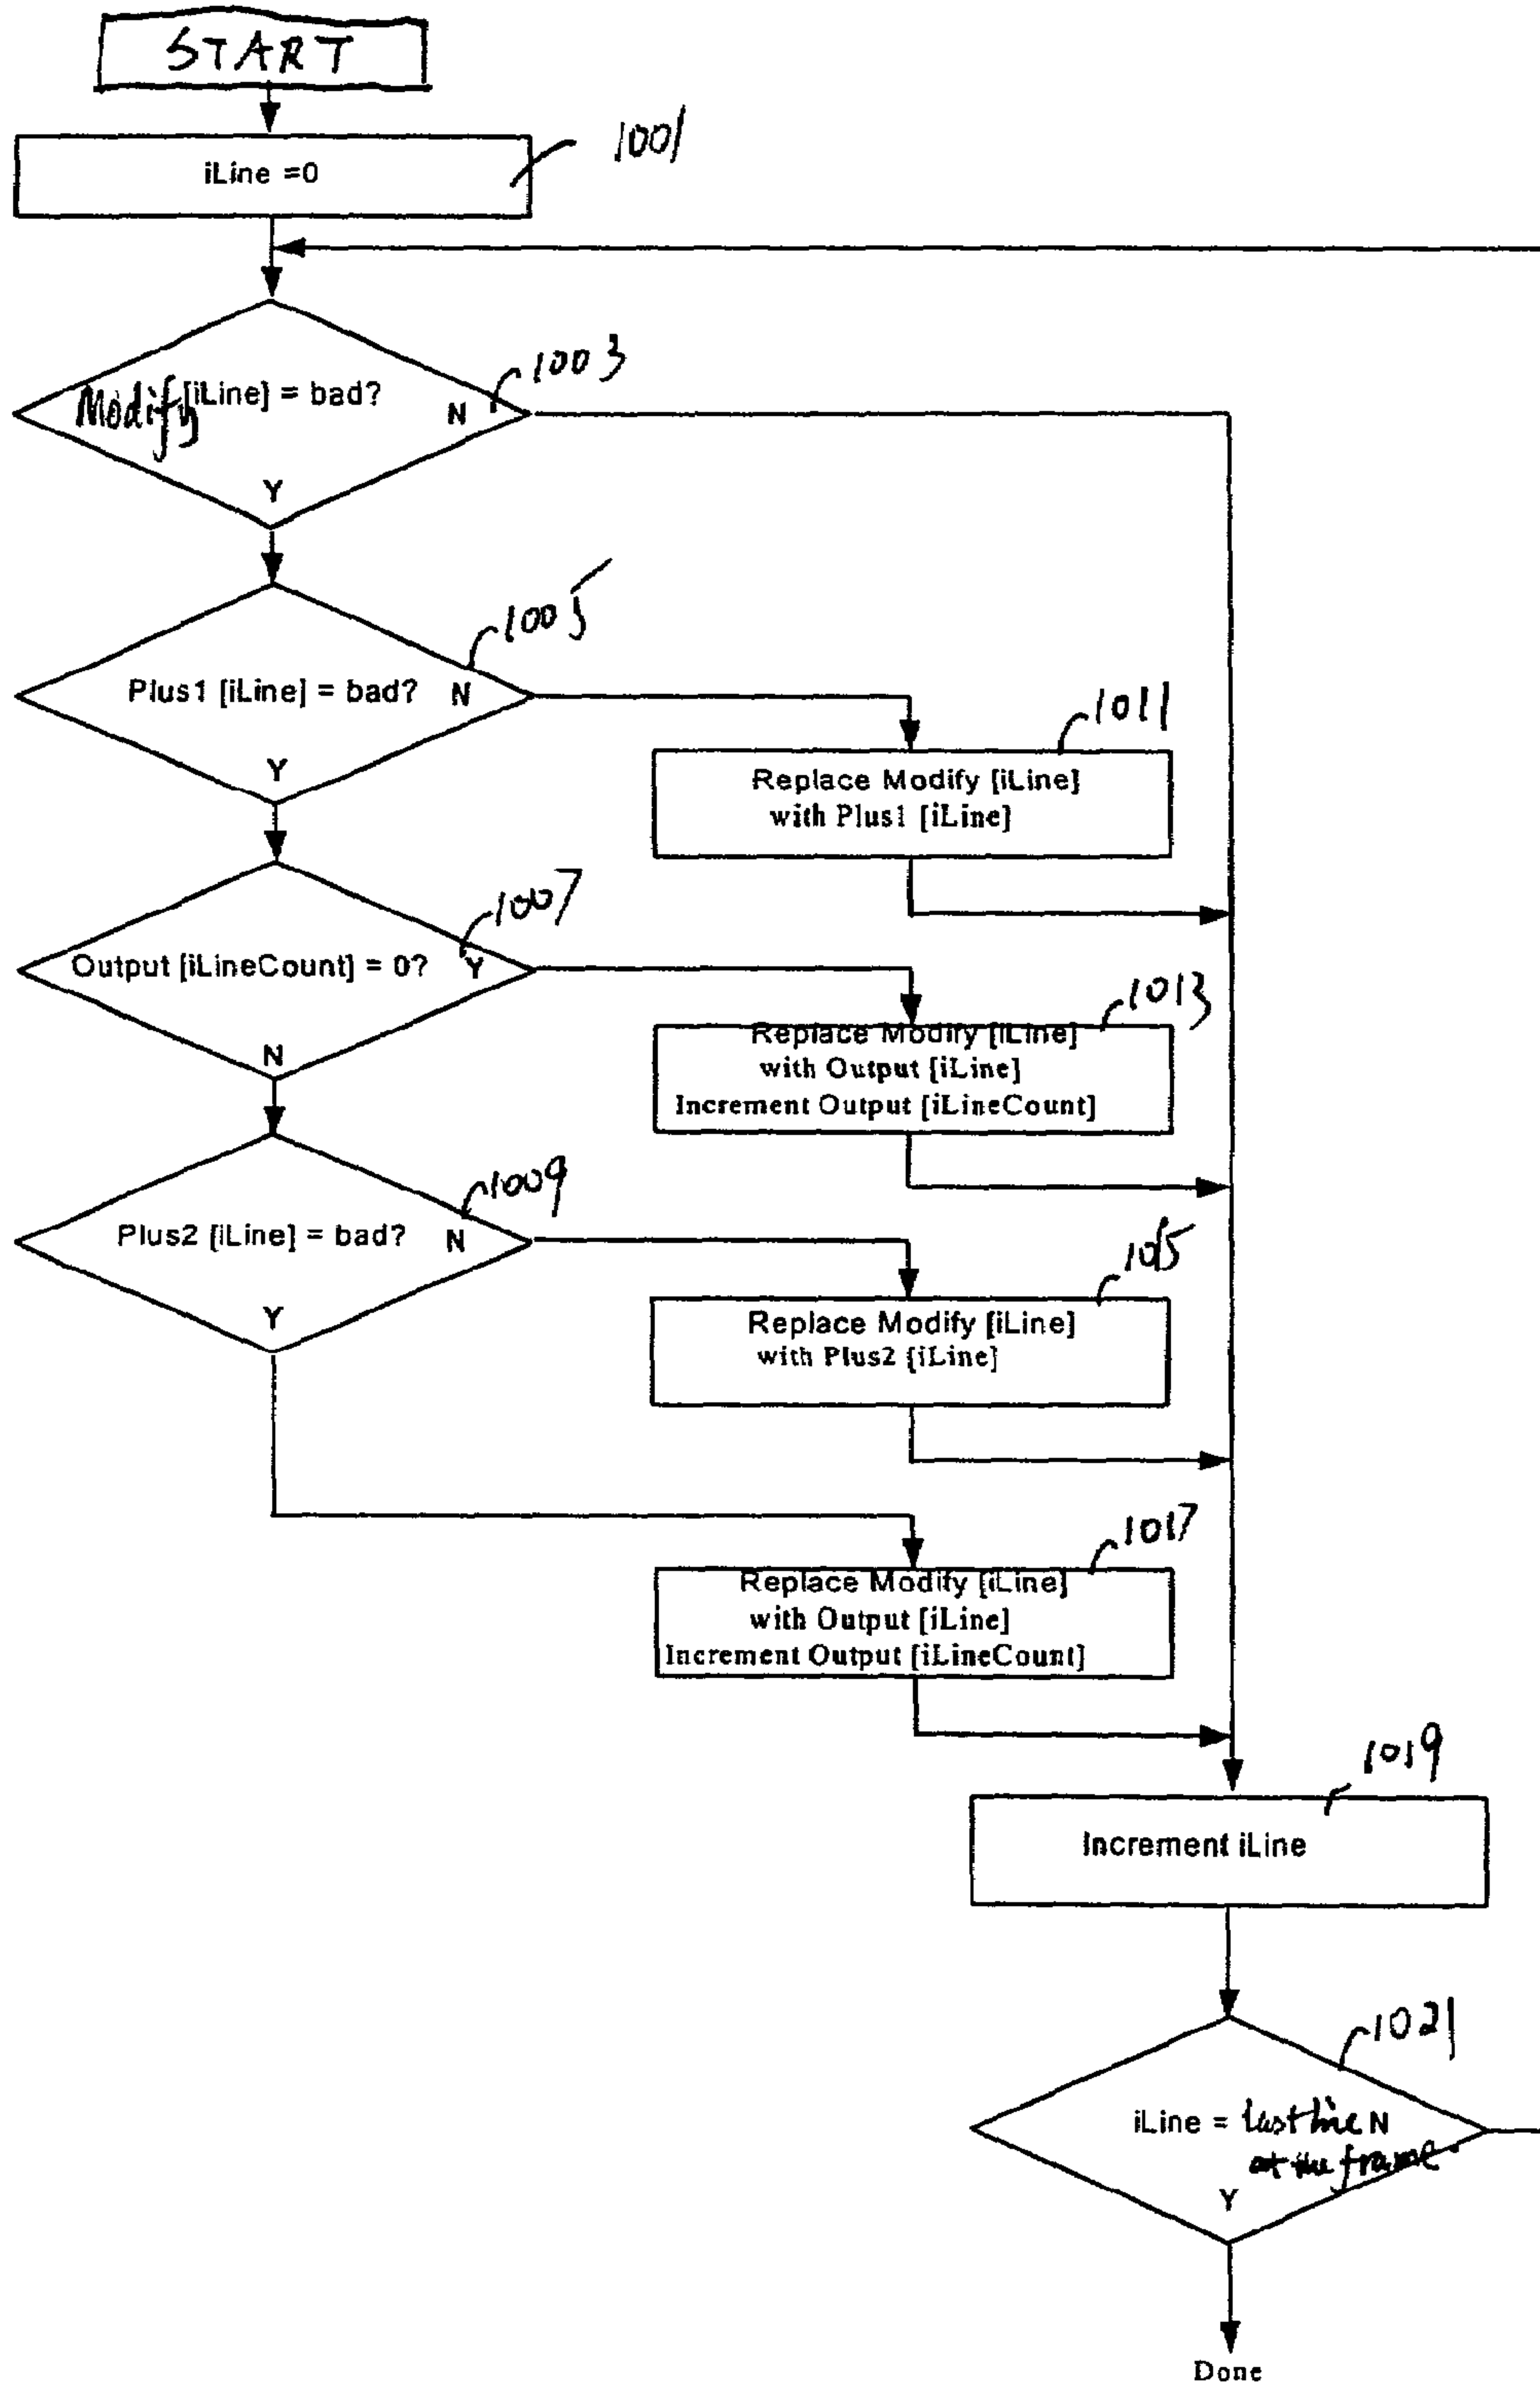 START
iLine =0
1001
Modify [iLine] = bad?
N
1003
Y
Plus1 [iLine] = bad?
N
1005
Y
1011
Replace Modify [iLine]
with Plus1 [iLine]
Output [iLineCount] = 0?
Y
1007
N
1013
Replace Modify [iLine]
with Output [iLine]
Increment Output [iLineCount]
Plus2 [iLine] = bad?
N
1009
Y
1015
Replace Modify [iLine]
with Plus2 [iLine]
1017
Replace Modify [iLine]
with Output [iLine]
Increment Output [iLineCount]
1019
Increment iLine
1021
iLine = last line N
at the frame.
Y
Done